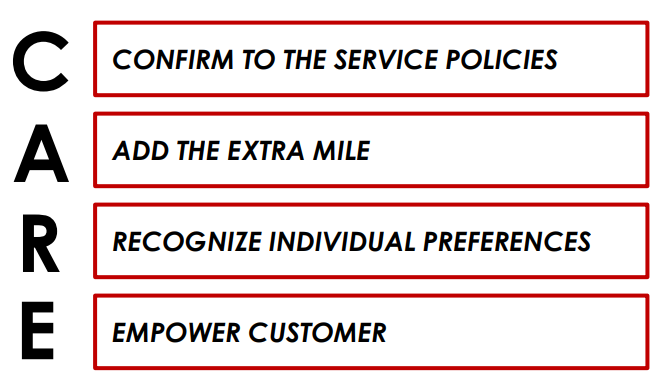 C CONFIRM TO THE SERVICE POLICIES
A ADD THE EXTRA MILE
R RECOGNIZE INDIVIDUAL PREFERENCES
E EMPOWER CUSTOMER